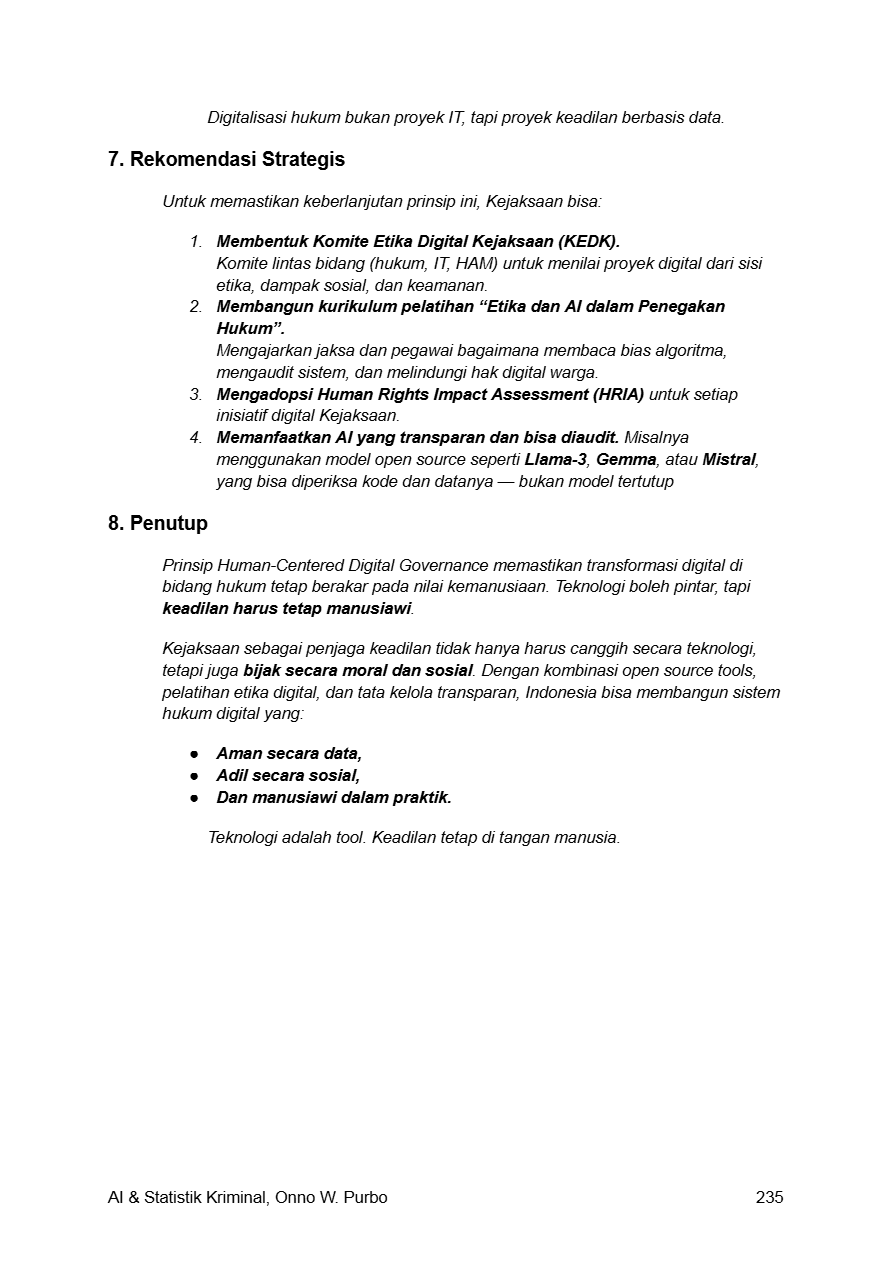 Digitalisasi hukum bukan proyek IT, tapi proyek keadilan berbasis data.
7. Rekomendasi Strategis
Untuk memastikan keberlanjutan prinsip ini, Kejaksaan bisa:
1. Membentuk Komite Etika Digital Kejaksaan (KEDK).
Komite lintas bidang (hukum, IT, HAM) untuk menilai proyek digital dari sisi
etika, dampak sosial, dan keamanan.
2. Membangun kurikulum pelatihan “Etika dan AI dalam Penegakan
Hukum”.
Mengajarkan jaksa dan pegawai bagaimana membaca bias algoritma,
mengaudit sistem, dan melindungi hak digital warga.
3. Mengadopsi Human Rights Impact Assessment (HRIA) untuk setiap
inisiatif digital Kejaksaan.
4. Memanfaatkan AI yang transparan dan bisa diaudit. Misalnya
menggunakan model open source seperti Llama-3, Gemma, atau Mistral,
yang bisa diperiksa kode dan datanya — bukan model tertutup
8. Penutup
Prinsip Human-Centered Digital Governance memastikan transformasi digital di
bidang hukum tetap berakar pada nilai kemanusiaan. Teknologi boleh pintar, tapi
keadilan harus tetap manusiawi.
Kejaksaan sebagai penjaga keadilan tidak hanya harus canggih secara teknologi,
tetapi juga bijak secara moral dan sosial. Dengan kombinasi open source tools,
pelatihan etika digital, dan tata kelola transparan, Indonesia bisa membangun sistem
hukum digital yang:
● Aman secara data,
● Adil secara sosial,
● Dan manusiawi dalam praktik.
Teknologi adalah tool. Keadilan tetap di tangan manusia.
AI & Statistik Kriminal, Onno W. Purbo 235